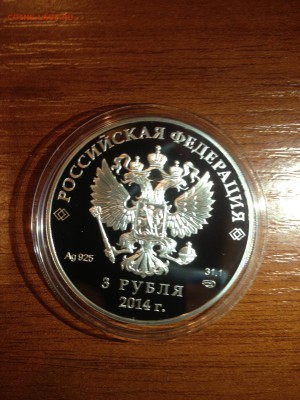 РОССИЙСКАЯ ФЕДЕРАЦИЯ
Ag 925
31,1
3 РУБЛЯ
2014 г.